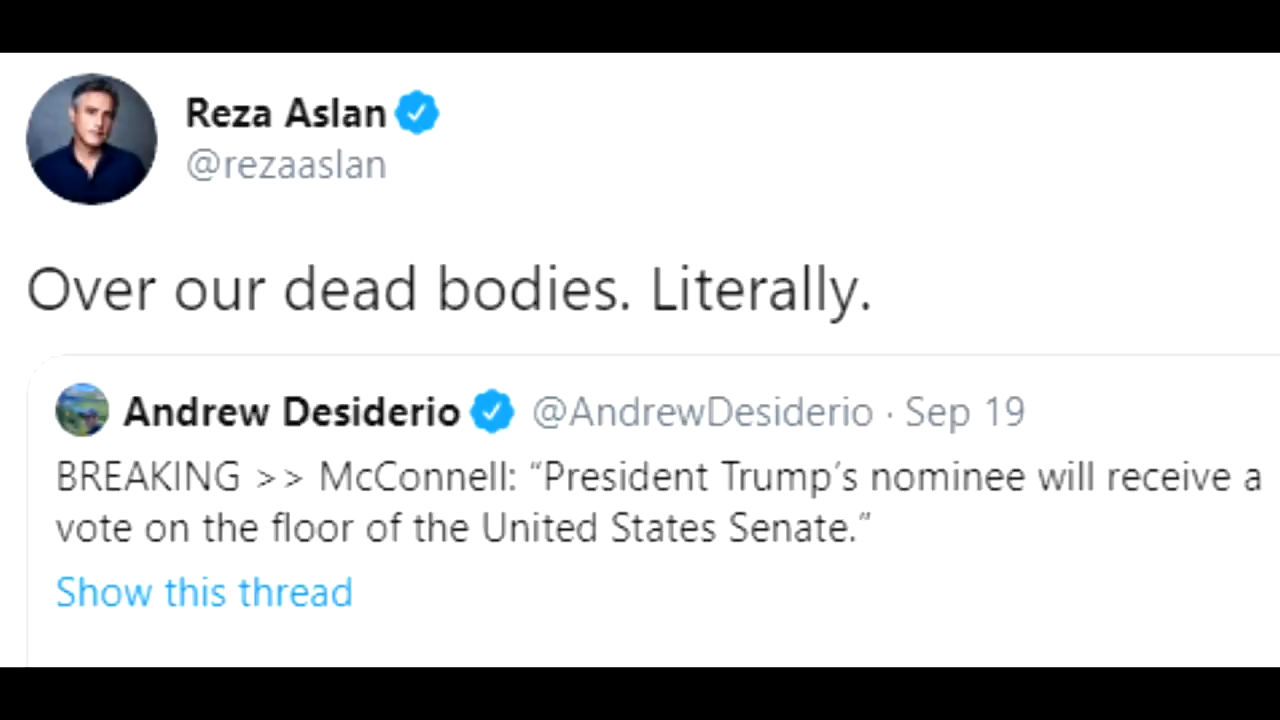 Reza Aslan
@rezaaslan
Over our dead bodies. Literally.
Andrew Desiderio @AndrewDesiderio · Sep 19
BREAKING >> McConnell: “President Trump’s nominee will receive a
vote on the floor of the United States Senate.”
Show this thread